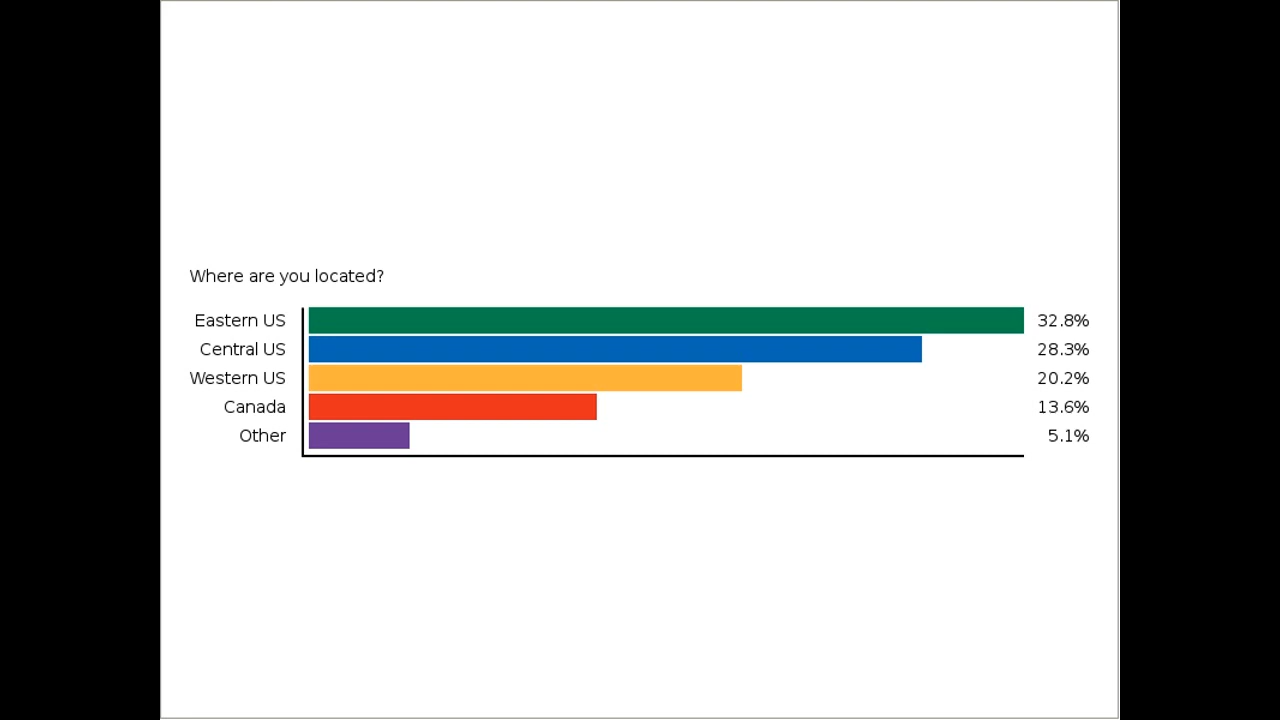 Where are you located?
Eastern US 32.8%
Central US 28.3%
Western US 20.2%
Canada 13.6%
Other 5.1%